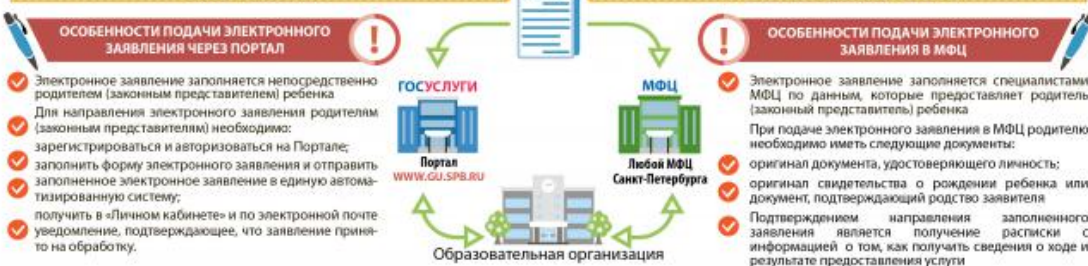 ОСОБЕННОСТИ ПОДАЧИ ЭЛЕКТРОННОГО
ЗАЯВЛЕНИЯ ЧЕРЕЗ ПОРТАЛ
Электронное заявление заполняется непосредственно
родителем (законным представителем) ребенка
Для направления электронного заявления родителям
(законным представителям) необходимо:
зарегистрироваться и авторизоваться на Портале;
заполнить форму электронного заявления и отправить
заполненное электронное заявление в единую автома-
тизированную систему;
получить в «Личном кабинете» и по электронной почте
уведомление, подтверждающее, что заявление приня-
то на обработку.
ГОСУСЛУГИ
Портал
WWW.GU.SPB.RU
МФЦ
Любой МФЦ
Санкт-Петербурга
Образовательная организация
ОСОБЕННОСТИ ПОДАЧИ ЭЛЕКТРОННОГО
ЗАЯВЛЕНИЯ В МФЦ
Электронное заявление заполняется специалистами
МФЦ по данным, которые предоставляет родитель
(законный представитель) ребенка
При подаче электронного заявления в МФЦ родителю
необходимо иметь следующие документы:
оригинал документа, удостоверяющего личность;
оригинал свидетельства о рождении ребенка или
документ, подтверждающий родство заявителя
Подтверждением направления заполненного
заявления является получение расписки с
информацией о том, как получить сведения о ходе и
результате предоставления услуги